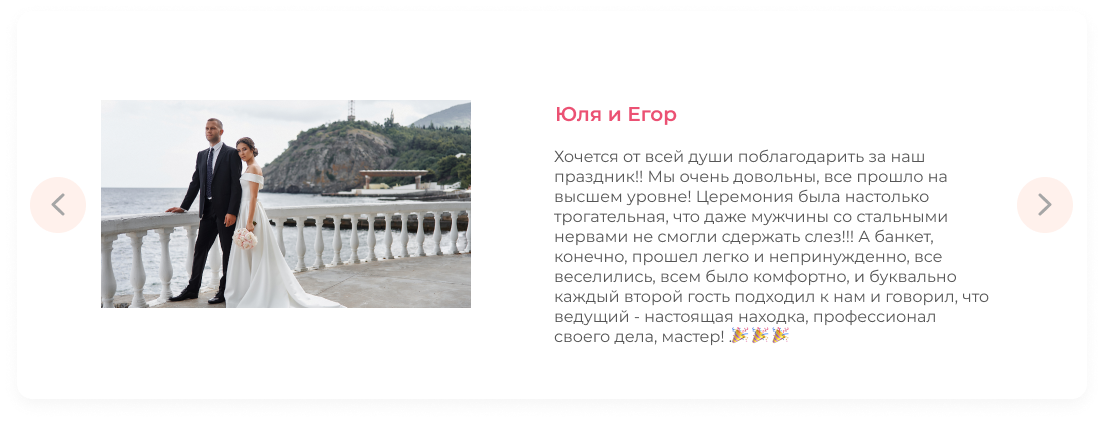 Юля и Егор
Хочется от всей души поблагодарить за наш
праздник!! Мы очень довольны, все прошло на
высшем уровне! Церемония была настолько
трогательная, что даже мужчины со стальными
нервами не смогли сдержать слез!!! А банкет,
конечно, прошел легко и непринужденно, все
веселились, всем было комфортно, и буквально
каждый второй гость подходил к нам и говорил, что
ведущий - настоящая находка, профессионал
своего дела, мастер! .🎉🎉🎉